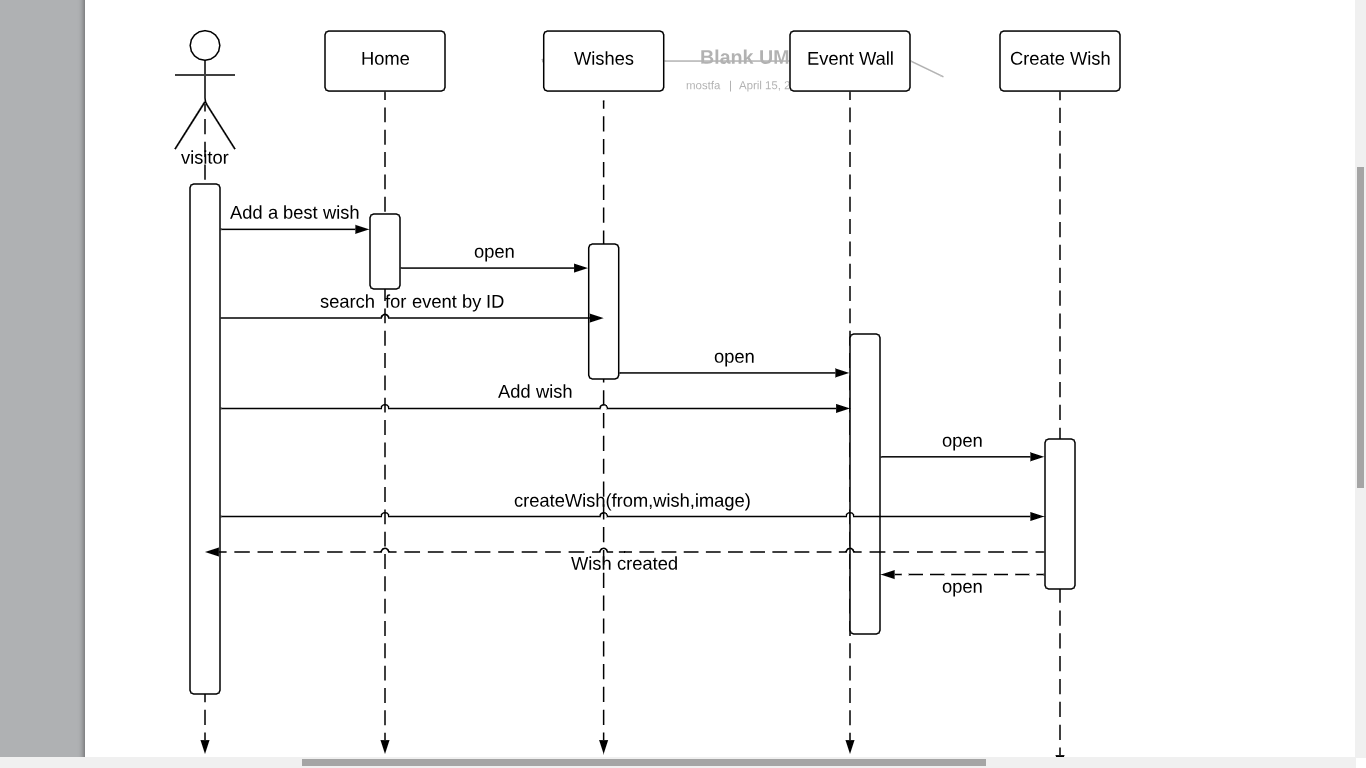 Home
Wishes
Blank UM
Event Wall
Create Wish
mostfa | April 15, 2
visitor
Add a best wish
open
search for event by ID
open
Add wish
open
createWish(from,wish,image)
Wish created
open